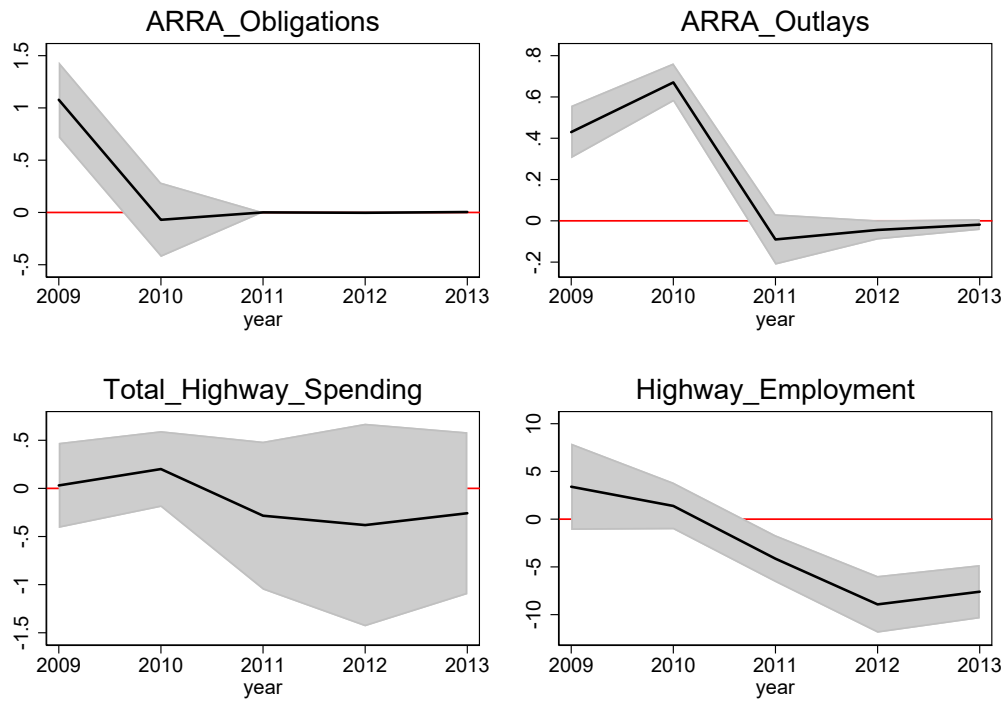 ARRA_Obligations
1.5
1
.5
0
-.5
2009 2010 2011 2012 2013
year
ARRA_Outlays
.8
.6
.4
.2
0
-.2
2009 2010 2011 2012 2013
year
Total_Highway_Spending
.5
0
-.5
-1
-1.5
2009 2010 2011 2012 2013
year
Highway_Employment
10
5
0
-5
-10
2009 2010 2011 2012 2013
year